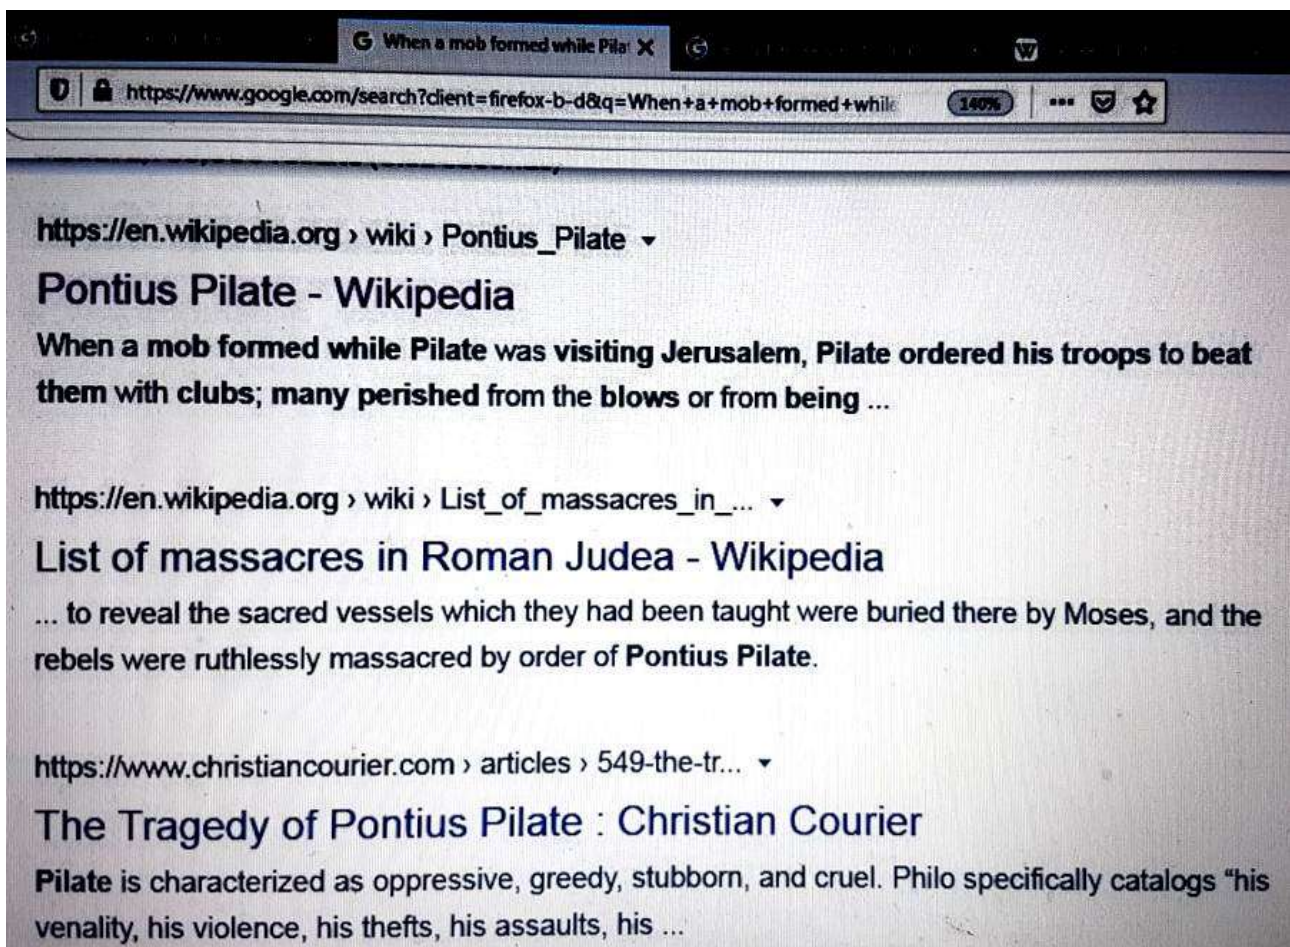 When a mob formed while Pilat
https://www.google.com/search?client=firefox-b-d&q=When+a+mob+formed+while
140%
https://en.wikipedia.org › wiki › Pontius_Pilate
Pontius Pilate - Wikipedia
When a mob formed while Pilate was visiting Jerusalem, Pilate ordered his troops to beat
them with clubs; many perished from the blows or from being ...
https://en.wikipedia.org › wiki › List_of_massacres_in_...
List of massacres in Roman Judea - Wikipedia
... to reveal the sacred vessels which they had been taught were buried there by Moses, and the
rebels were ruthlessly massacred by order of Pontius Pilate.
https://www.christiancourier.com › articles › 549-the-tr...
The Tragedy of Pontius Pilate : Christian Courier
Pilate is characterized as oppressive, greedy, stubborn, and cruel. Philo specifically catalogs “his
venality, his violence, his thefts, his assaults, his ...